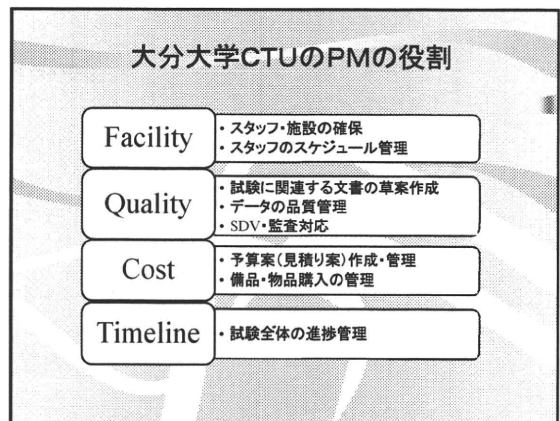 大分大学CTUのPMの役割
Facility
・スタッフ・施設の確保
・スタッフのスケジュール管理
Quality
・試験に関連する文書の草案作成
・データの品質管理
・SDV・監査対応
Cost
・予算案(見積り案)作成・管理
・備品・物品購入の管理
Timeline
・試験全体の進捗管理